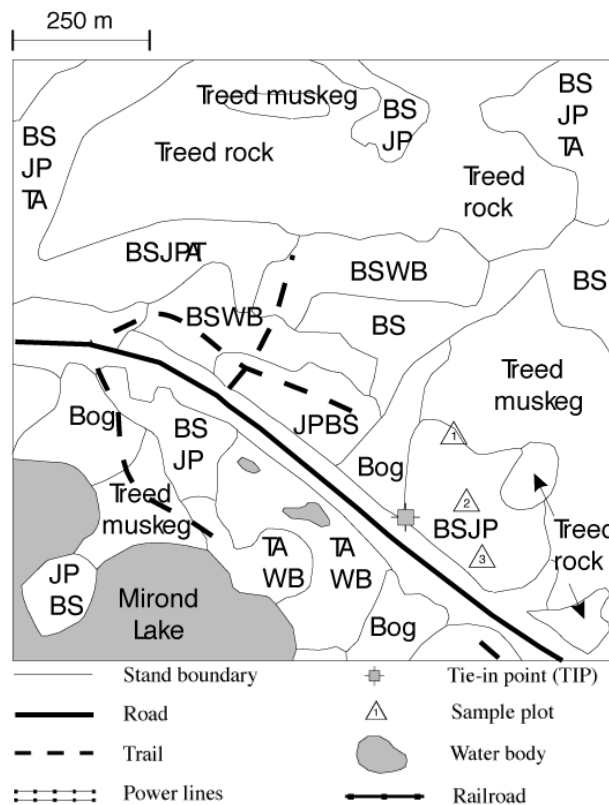 250 m
Treed muskeg
BS
JP
BS
JP
TA
BS
JP
TA
Treed rock
Treed
rock
BSJPTA
BSWB
BS
BSWB
BS
Treed
muskeg
Bog
BS
JP
JPBS
Bog
1
2
BSJP
3
Treed
rock
Treed
muskeg
TA
WB
TA
WB
JP
BS
Mirond
Lake
Bog
Stand boundary
Tie-in point (TIP)
Road
1
Sample plot
Trail
Water body
Power lines
Railroad